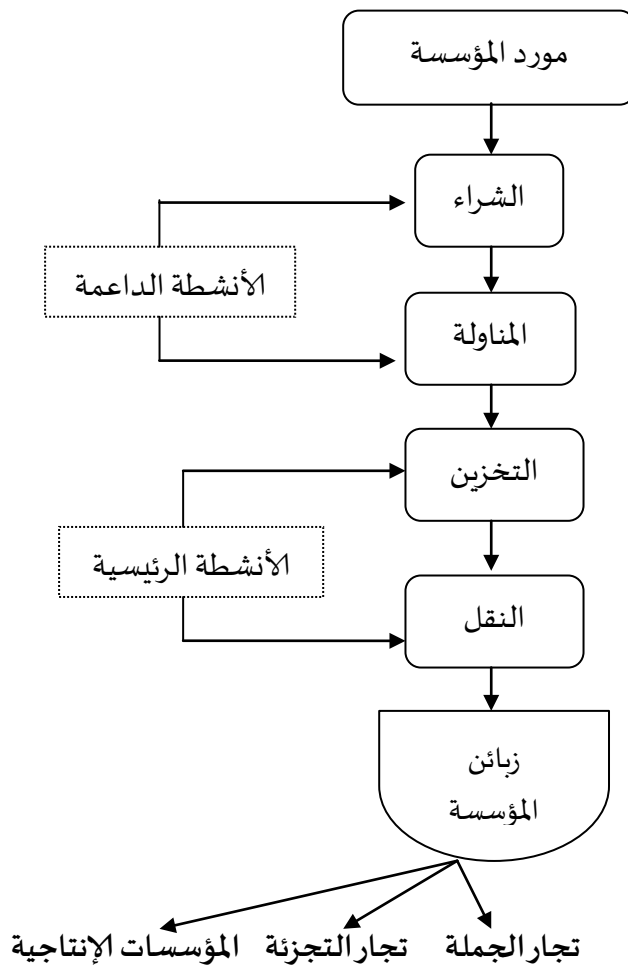 مورد المؤسسة
الشراء
الأنشطة الداعمة
المناولة
التخزين
الأنشطة الرئيسية
النقل
زبائن
المؤسسة
تجار الجملة
تجار التجزئة
المؤسسات الإنتاجية